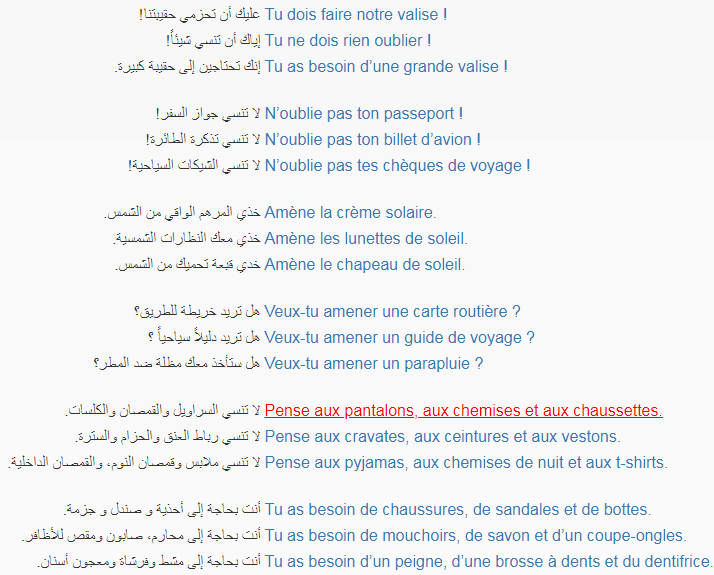 عليك أن تحزمي حقيبتنا! Tu dois faire notre valise !
إياك أن تنسي شيئاً! Tu ne dois rien oublier !
إنك تحتاجين إلى حقيبة كبيرة. Tu as besoin d’une grande valise !
لا تنسي جواز السفر! N’oublie pas ton passeport !
لا تنسي تذكرة الطائرة! N’oublie pas ton billet d’avion !
لا تنسي الشيكات السياحية! N’oublie pas tes chèques de voyage !
خذي المرهم الواقي من الشمس. Amène la crème solaire.
خذي معك النظارات الشمسية. Amène les lunettes de soleil.
خدي قبعة تحميك من الشمس. Amène le chapeau de soleil.
هل تريد خريطة للطريق؟ Veux-tu amener une carte routière ?
هل تريد دليلاً سياحياً ؟ Veux-tu amener un guide de voyage ?
هل ستأخذ معك مظلة ضد المطر؟ Veux-tu amener un parapluie ?
لا تنسي السراويل والقمصان والكلسات. Pense aux pantalons, aux chemises et aux chaussettes.
لا تنسي رباط العنق والحزام والسترة. Pense aux cravates, aux ceintures et aux vestons.
لا تنسي ملابس وقمصان النوم، والقمصان الداخلية. Pense aux pyjamas, aux chemises de nuit et aux t-shirts.
أنت بحاجة إلى أحذية و صندل و جزمة. Tu as besoin de chaussures, de sandales et de bottes.
أنت بحاجة إلى محارم، صابون ومقص للأظافر. Tu as besoin de mouchoirs, de savon et d’un coupe-ongles.
أنت بحاجة إلى مشط وفرشاة ومعجون أسنان. Tu as besoin d’un peigne, d’une brosse à dents et du dentifrice.